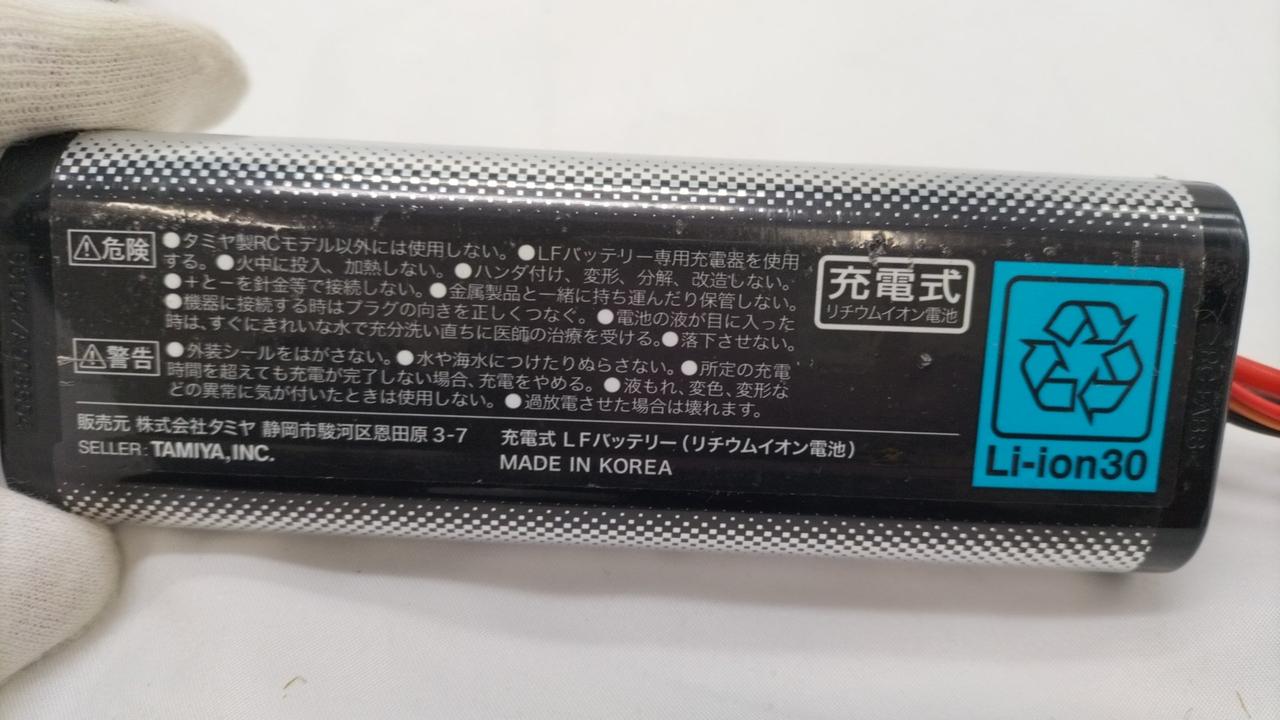 危険
●タミヤ製RCモデル以外には使用しない。●LFバッテリー専用充電器を使用
する。●火中に投入、加熱しない。●ハンダ付け、変形、分解、改造しない。
●＋と－を針金等で接続しない。●金属製品と一緒に持ち運んだり保管しない。
●機器に接続する時はプラグの向きを正しくつなぐ。●電池の液が目に入った
時は、すぐにきれいな水で充分洗い直ちに医師の治療を受ける。●落下させない。
警告
●外装シールをはがさない。●水や海水につけたりぬらさない。●所定の充電
時間を超えても充電が完了しない場合、充電をやめる。●液もれ、変色、変形な
どの異常に気が付いたときは使用しない。●過放電させた場合は壊れます。
販売元 株式会社タミヤ 静岡市駿河区恩田原 3-7
SELLER: TAMIYA, INC.
充電式 LFバッテリー（リチウムイオン電池）
MADE IN KOREA
充電式
リチウムイオン電池
Li-ion30